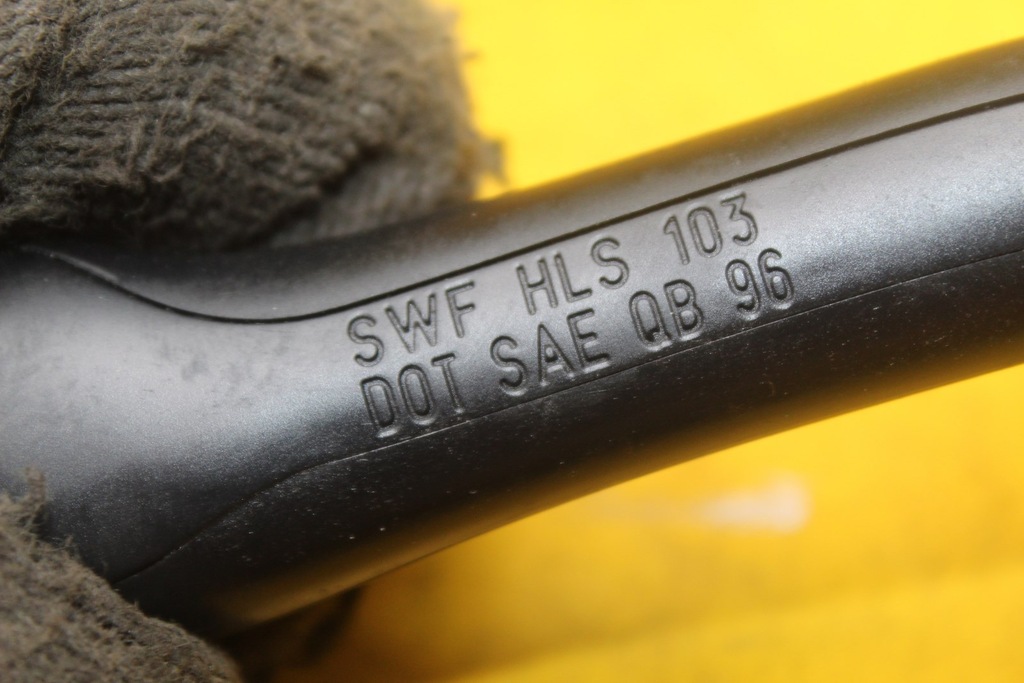 SWF HLS 103
DOT SAE QB 96